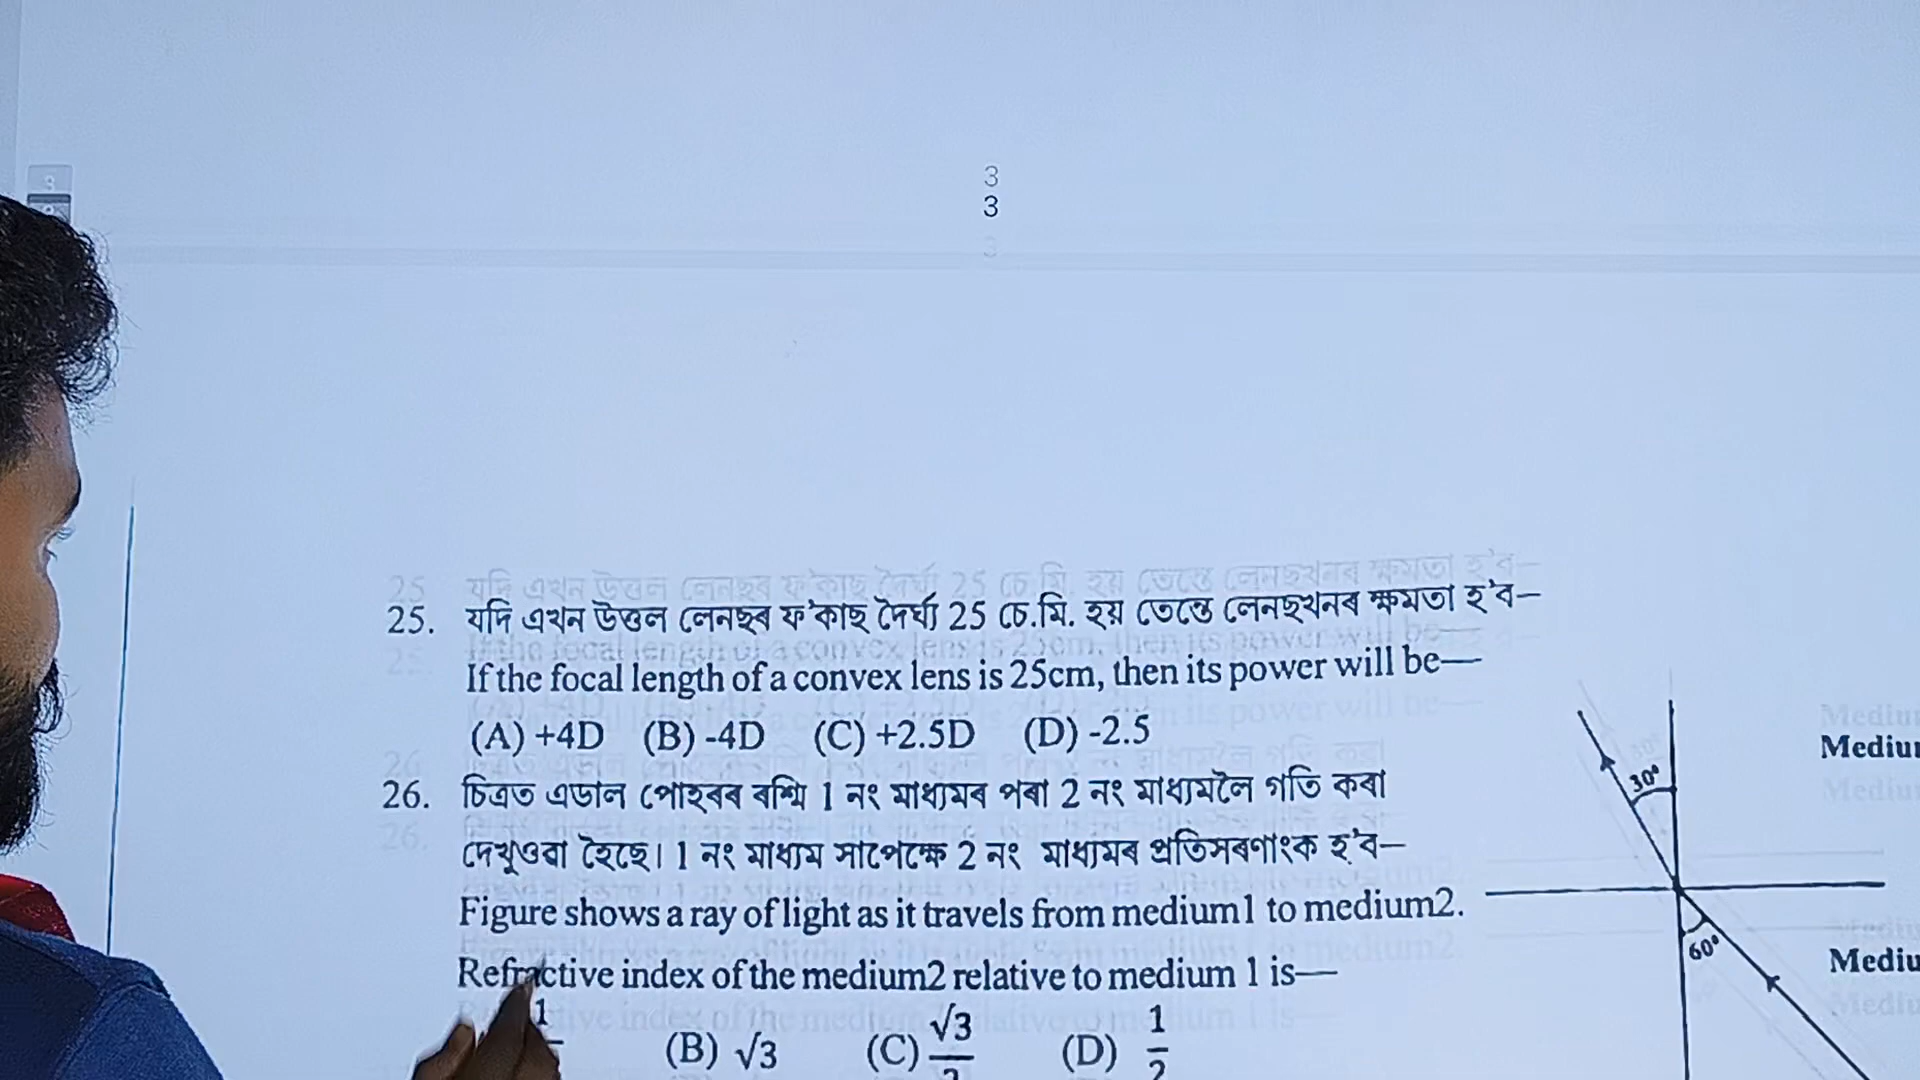 3
3
25. যদি এখন উত্তল লেনছৰ ফ'কাছ দৈৰ্ঘ্য 25 চে.মি. হয় তেন্তে লেনছখনৰ ক্ষমতা হ'ব—
If the focal length of a convex lens is 25cm, then its power will be—
(A) +4D (B) -4D (C) +2.5D (D) -2.5
26. চিত্ৰত এডাল পোহৰৰ ৰশ্মি 1 নং মাধ্যমৰ পৰা 2 নং মাধ্যমলৈ গতি কৰা
দেখুওৱা হৈছে। 1 নং মাধ্যম সাপেক্ষে 2 নং মাধ্যমৰ প্ৰতিসৰণাংক হ'ব—
Figure shows a ray of light as it travels from medium1 to medium2.
Refractive index of the medium2 relative to medium 1 is—
1 (B) √3 (C) √3/2 (D) 1/2
30°
60°